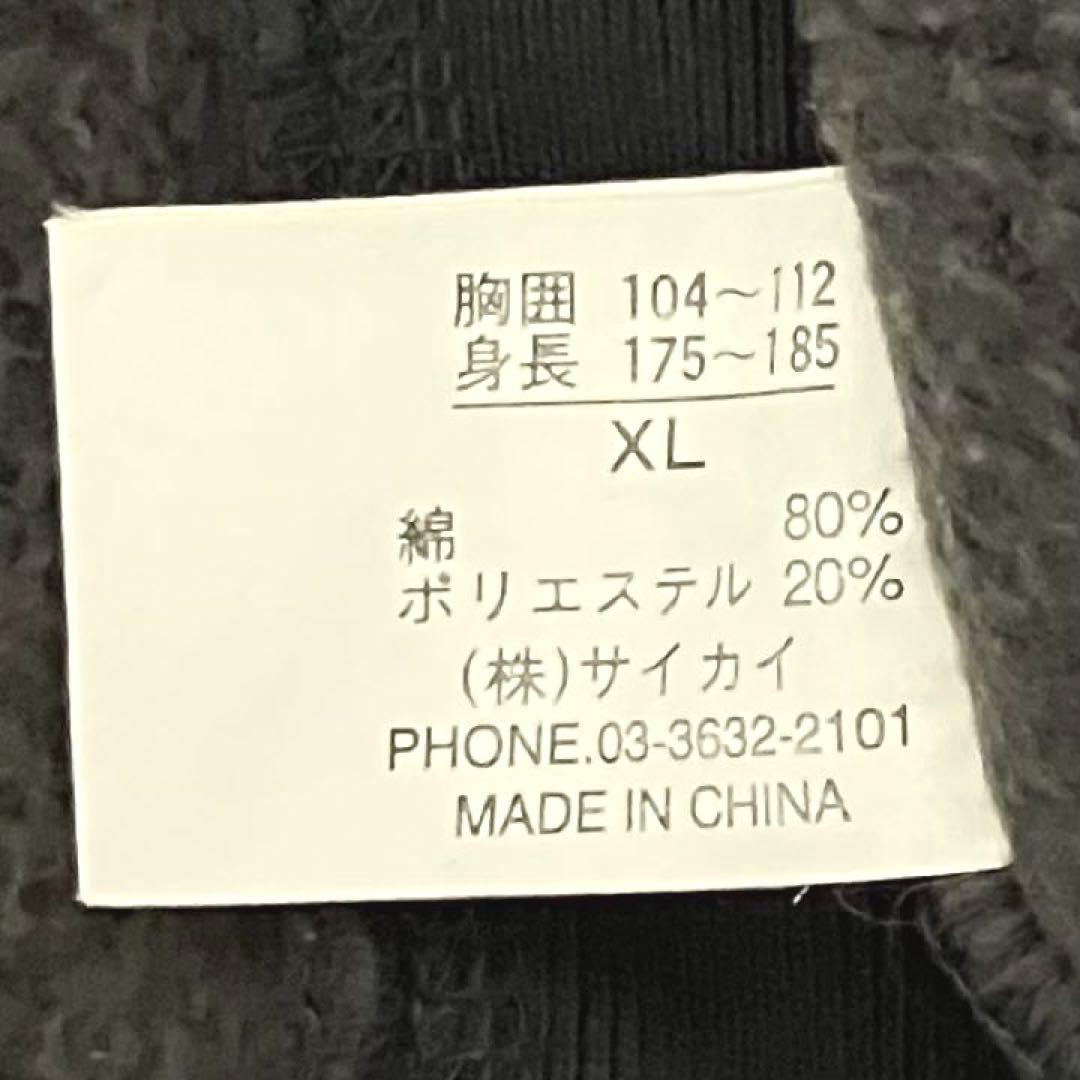 胸囲 104～112
身長 175～185
XL
綿 80%
ポリエステル 20%
(株)サイカイ
PHONE.03-3632-2101
MADE IN CHINA